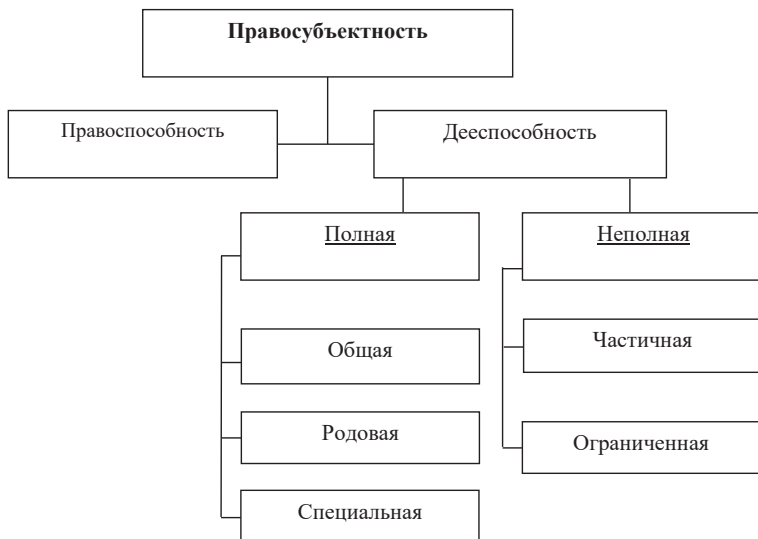 Правосубъектность
Правоспособность
Дееспособность
Полная
Неполная
Общая
Частичная
Родовая
Ограниченная
Специальная